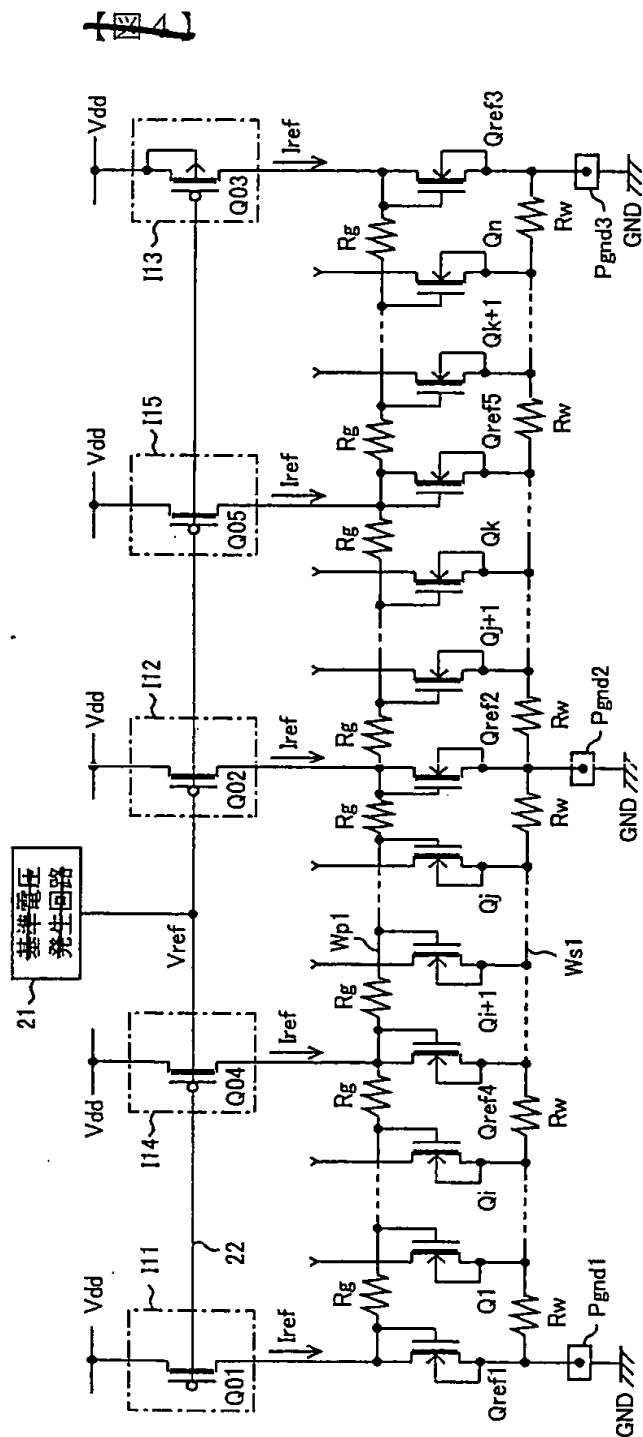 【図4】
21
基準電圧
発生回路
Vref
22
Vdd
Vdd
Vdd
Vdd
Vdd
I11
I14
I12
I15
I13
Q01
Q04
Q02
Q05
Q03
Iref
Iref
Iref
Iref
Iref
Rg
Rg
Rg
Wp1
Rg
Rg
Rg
Rg
Rg
Qref1
Q1
Qi
Qref4
Qi+1
Qj
Qref2
Qj+1
Qk
Qref5
Qk+1
Qn
Qref3
Rw
Rw
Ws1
Rw
Rw
Rw
Rw
Pgnd1
Pgnd2
Pgnd3
GND
GND
GND